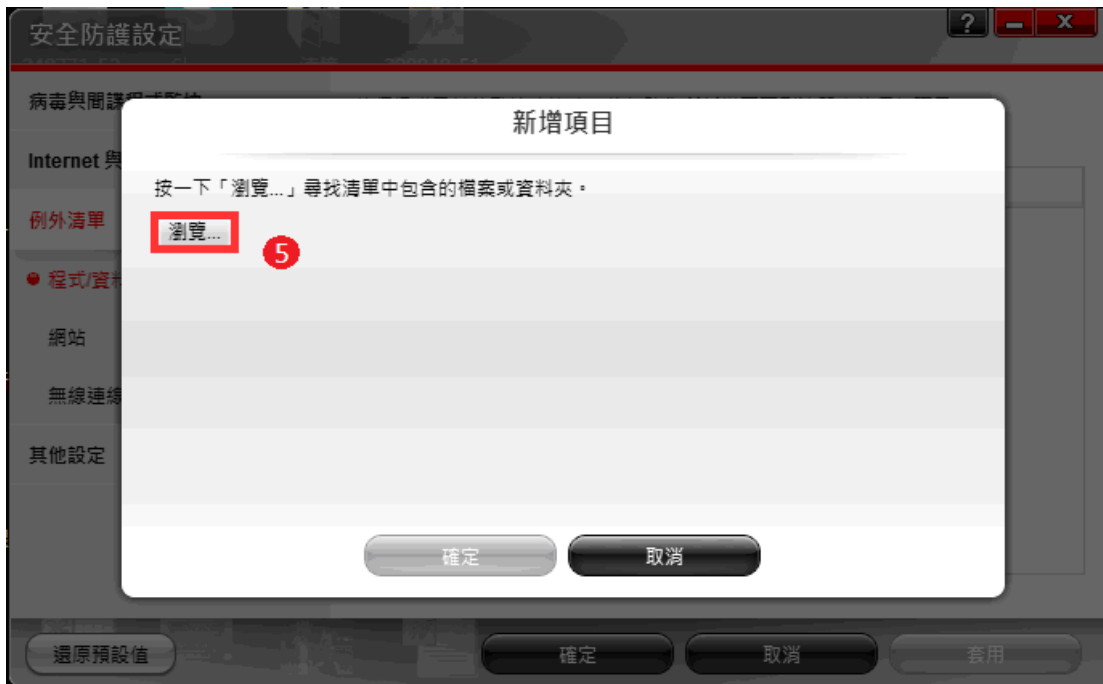 安全防護設定
?
X
病毒與間諜程式監控
新增項目
Internet 與
按一下「瀏覽...」尋找清單中包含的檔案或資料夾。
例外清單
瀏覽...
5
程式/資料
網站
無線連線
其他設定
確定
取消
還原預設值
確定
取消
套用